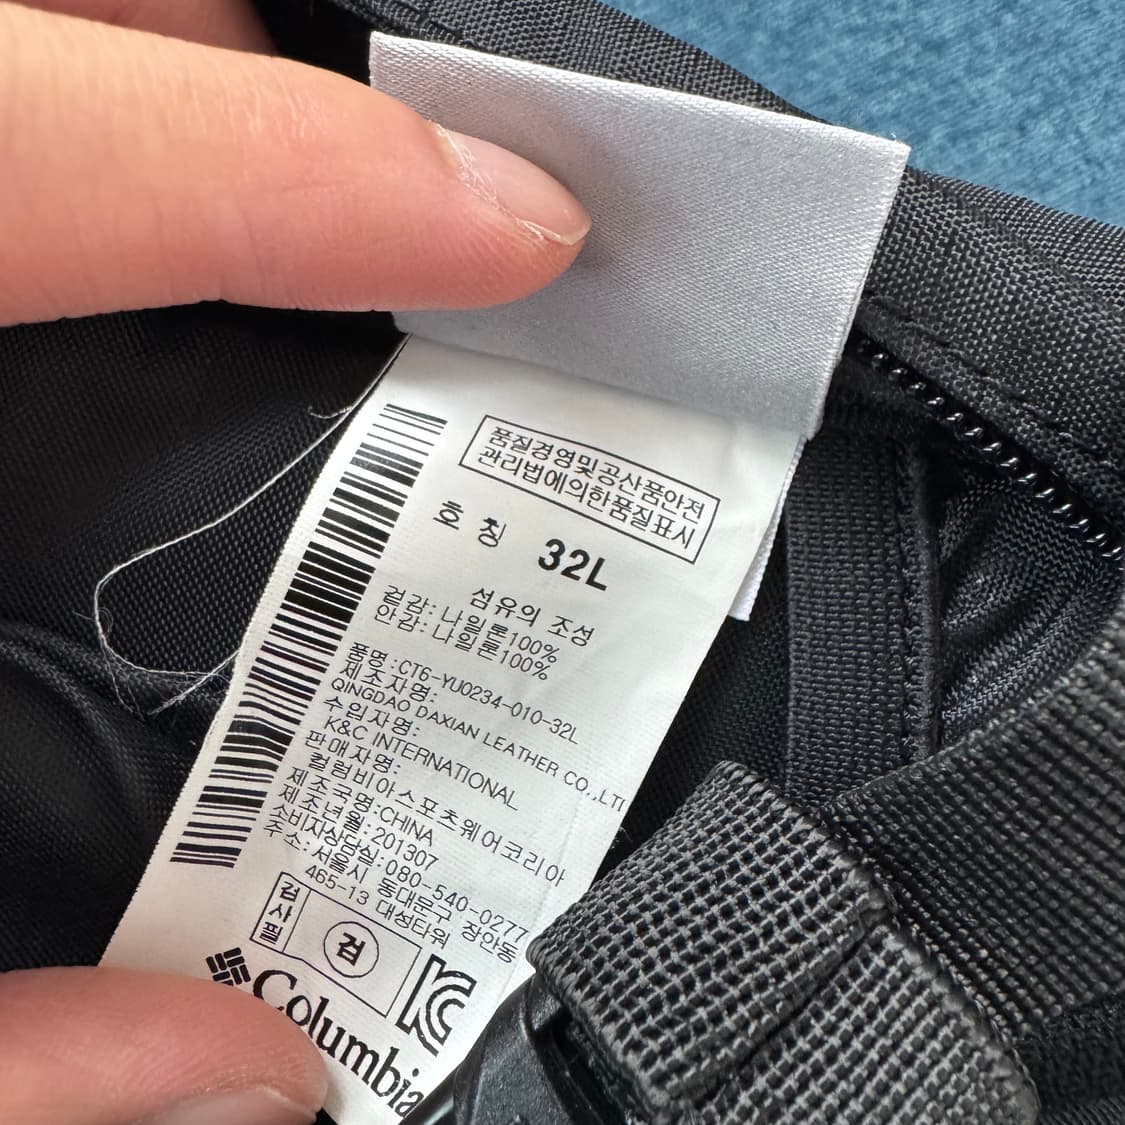 품질경영및공산품안전
관리법에의한품질표시
호 칭 32L
섬유의 조성
겉감: 나일론100%
안감: 나일론100%
품명:CT6-YU0234-010-32L
제조자명:
QINGDAO DAXIAN LEATHER CO.,LT
수입자명:
K&C INTERNATIONAL
판매자명:
컬럼비아스포츠웨어코리아
제조국명:CHINA
제조년월:201307
소비자상담실:080-540-0277
주소:서울시 동대문구 장안동
465-13 대성타워
검사필
검
Columbia